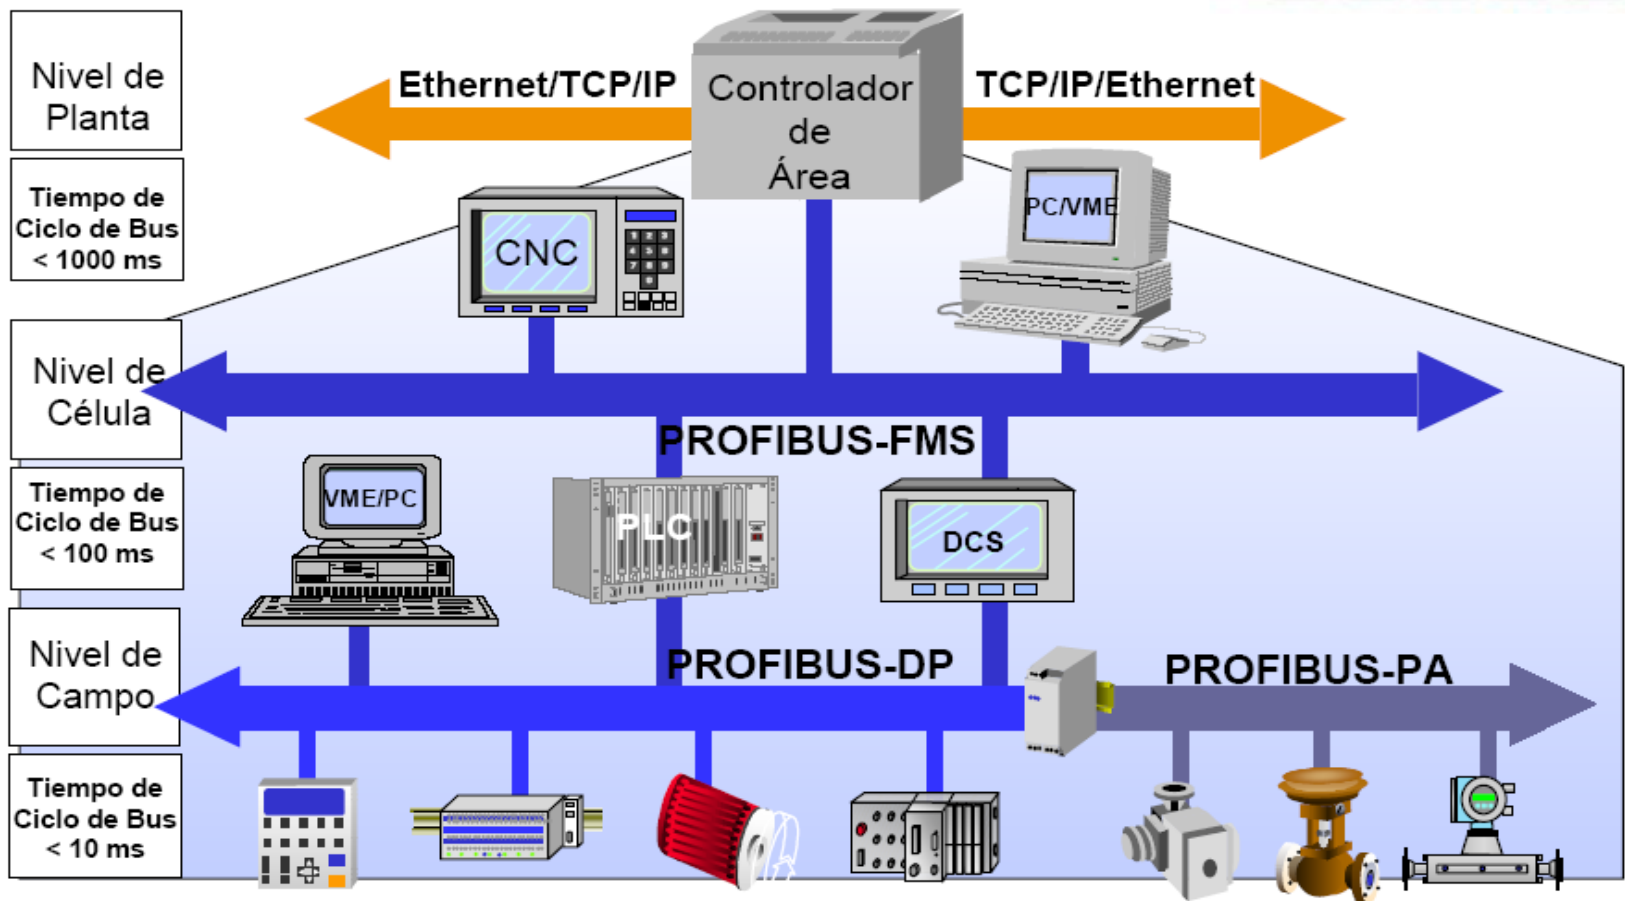 Nivel de
Planta
Ethernet/TCP/IP
Controlador
de
Área
TCP/IP/Ethernet
Tiempo de
Ciclo de Bus
< 1000 ms
CNC
PC/VME
Nivel de
Célula
PROFIBUS-FMS
Tiempo de
Ciclo de Bus
< 100 ms
VME/PC
PLC
DCS
Nivel de
Campo
PROFIBUS-DP
PROFIBUS-PA
Tiempo de
Ciclo de Bus
< 10 ms